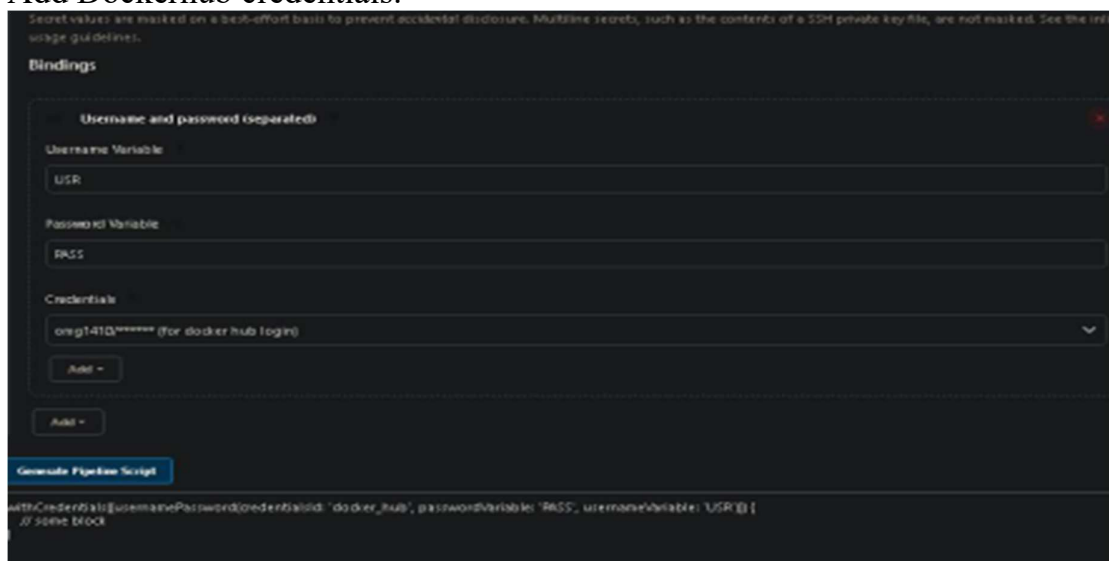 Add Dockerhub credentials:
Secret values are masked on a best-effort basis to prevent accidental disclosure. Multiline secrets, such as the contents of a SSH private key file, are not masked. See the
usage guidelines.
Bindings
Username and password (separated)
Username Variable
USR
Password Variable
PASS
Credentials
omg1410/****** (for docker hub login)
Add
Add
Generate Pipeline Script
withCredentials([usernamePassword(credentialsId: 'docker_hub', passwordVariable: 'PASS', usernameVariable: 'USR')]) {
// some block
}